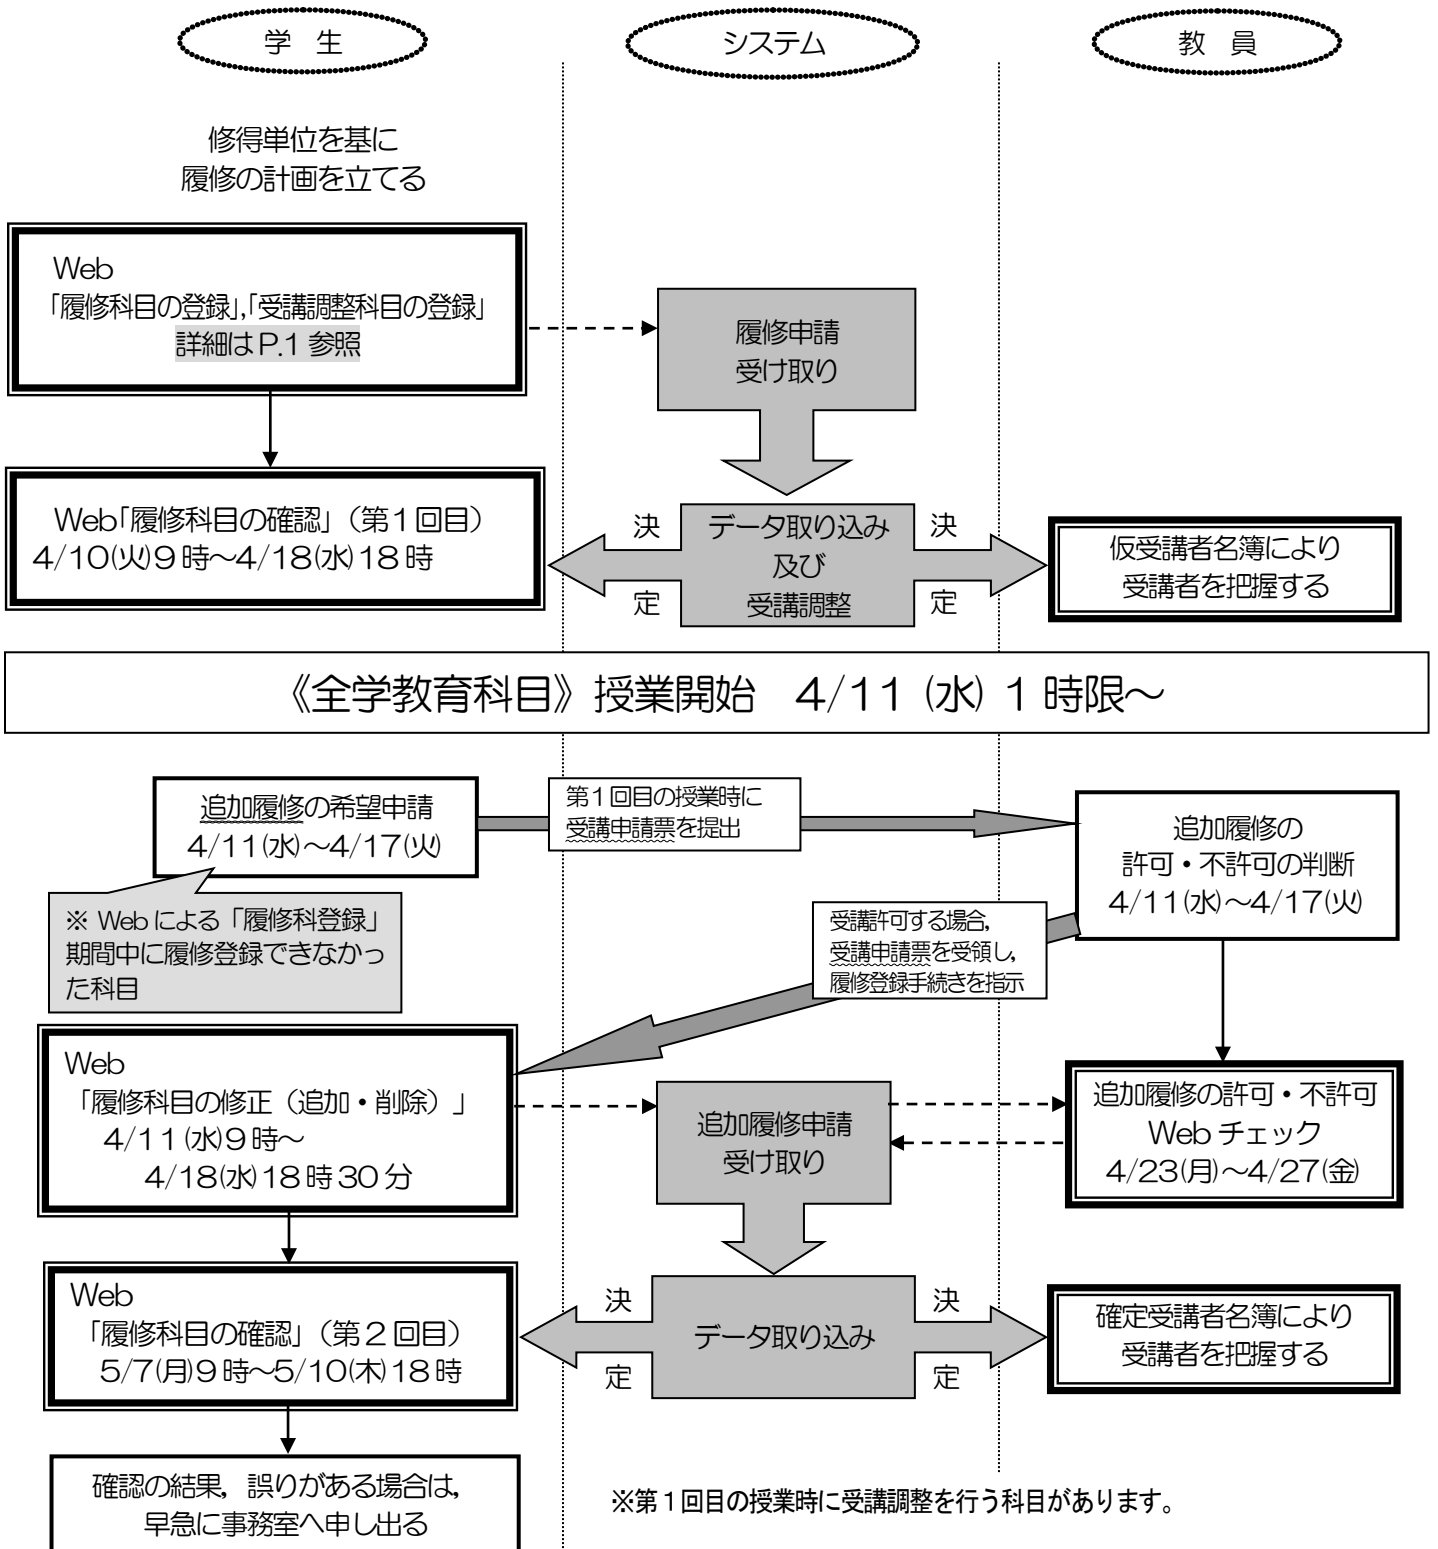 学 生
システム
教 員
修得単位を基に
履修の計画を立てる
Web
「履修科目の登録」,「受講調整科目の登録」
詳細はP.1 参照
履修申請
受け取り
Web「履修科目の確認」（第１回目）
4/10(火)9時～4/18(水)18時
決
定
データ取り込み
及び
受講調整
決
定
仮受講者名簿により
受講者を把握する
《全学教育科目》授業開始　4/11 (水) 1 時限～
追加履修の希望申請
4/11(水)～4/17(火)
第１回目の授業時に
受講申請票を提出
追加履修の
許可・不許可の判断
4/11(水)～4/17(火)
※ Webによる「履修科登録」
期間中に履修登録できなかっ
た科目
受講許可する場合,
受講申請票を受領し,
履修登録手続きを指示
Web
「履修科目の修正（追加・削除）」
4/11(水)9時～
4/18(水)18時30分
追加履修申請
受け取り
追加履修の許可・不許可
Webチェック
4/23(月)～4/27(金)
Web
「履修科目の確認」（第２回目）
5/7(月)9時～5/10(木)18時
決
定
データ取り込み
決
定
確定受講者名簿により
受講者を把握する
確認の結果，誤りがある場合は,
早急に事務室へ申し出る
※第１回目の授業時に受講調整を行う科目があります。